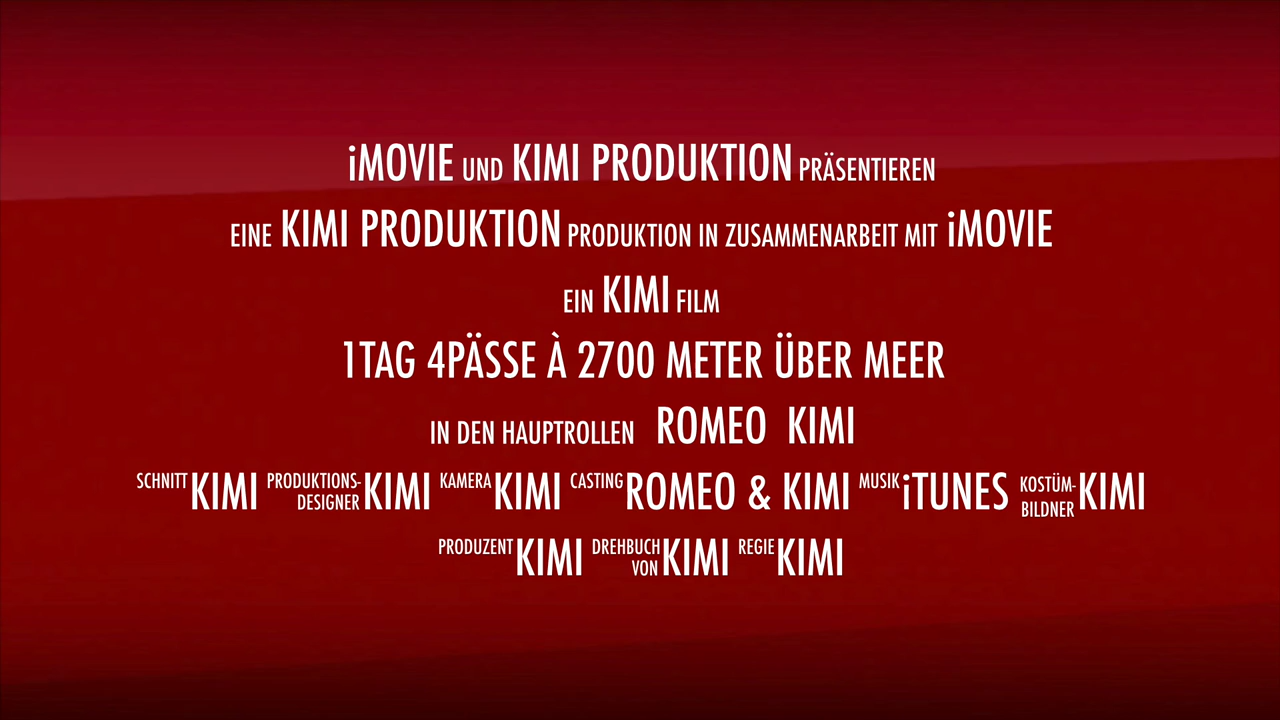 iMOVIE UND KIMI PRODUKTION PRÄSENTIEREN
EINE KIMI PRODUKTION PRODUKTION IN ZUSAMMENARBEIT MIT iMOVIE
EIN KIMI FILM
1TAG 4PÄSSE À 2700 METER ÜBER MEER
IN DEN HAUPTROLLEN ROMEO KIMI
SCHNITT KIMI PRODUKTIONS-DESIGNER KIMI KAMERA KIMI CASTING ROMEO & KIMI MUSIK iTUNES KOSTÜM-BILDNER KIMI
PRODUZENT KIMI DREHBUCH VON KIMI REGIE KIMI